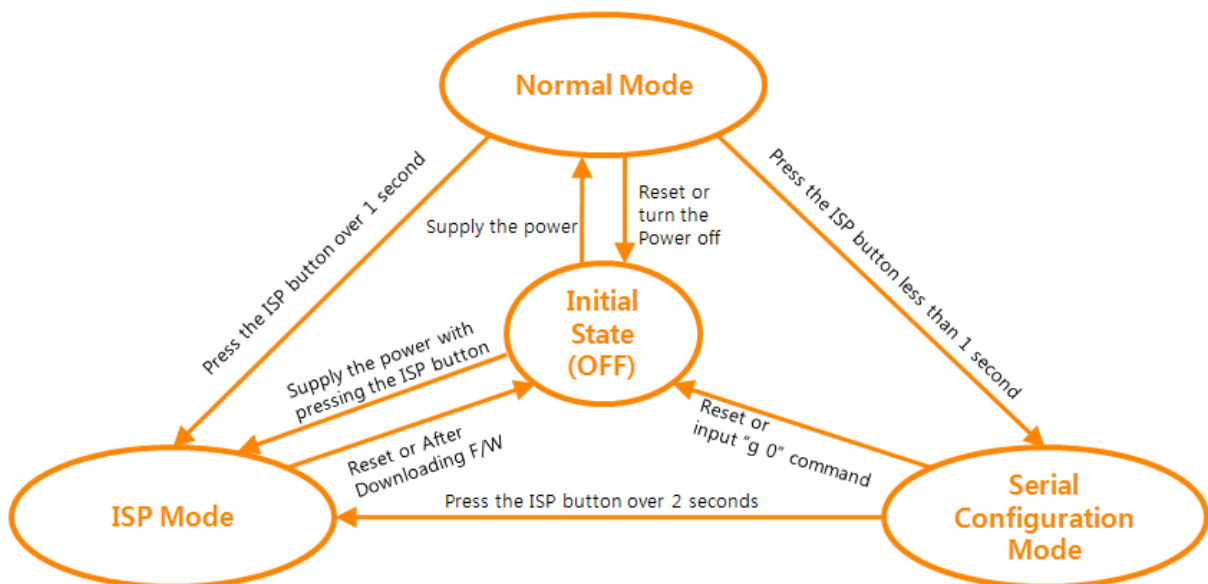 Normal Mode
Press the ISP button over 1 second
Supply the power
Reset or
turn the
Power off
Press the ISP button less than 1 second
Initial
State
(OFF)
Supply the power with
pressing the ISP button
Reset or After
Downloading F/W
Reset or
input “g 0” command
ISP Mode
Press the ISP button over 2 seconds
Serial
Configuration
Mode